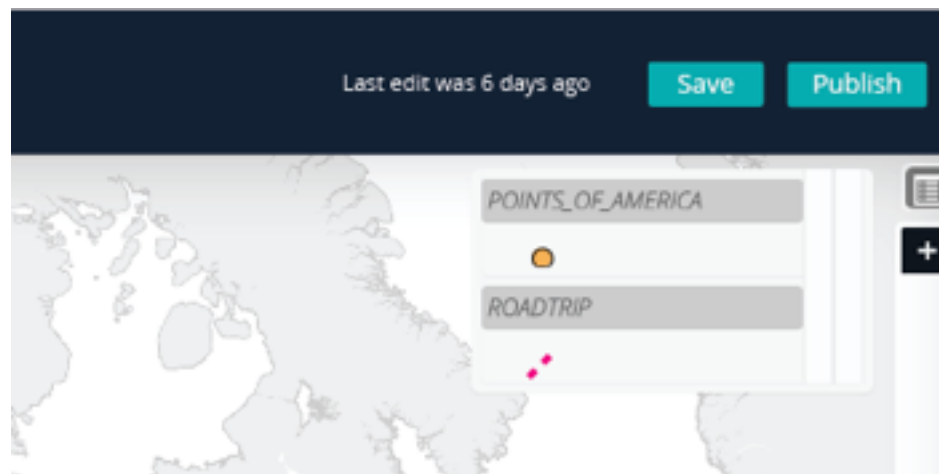 Last edit was 6 days ago
Save
Publish
POINTS_OF_AMERICA
ROADTRIP
+